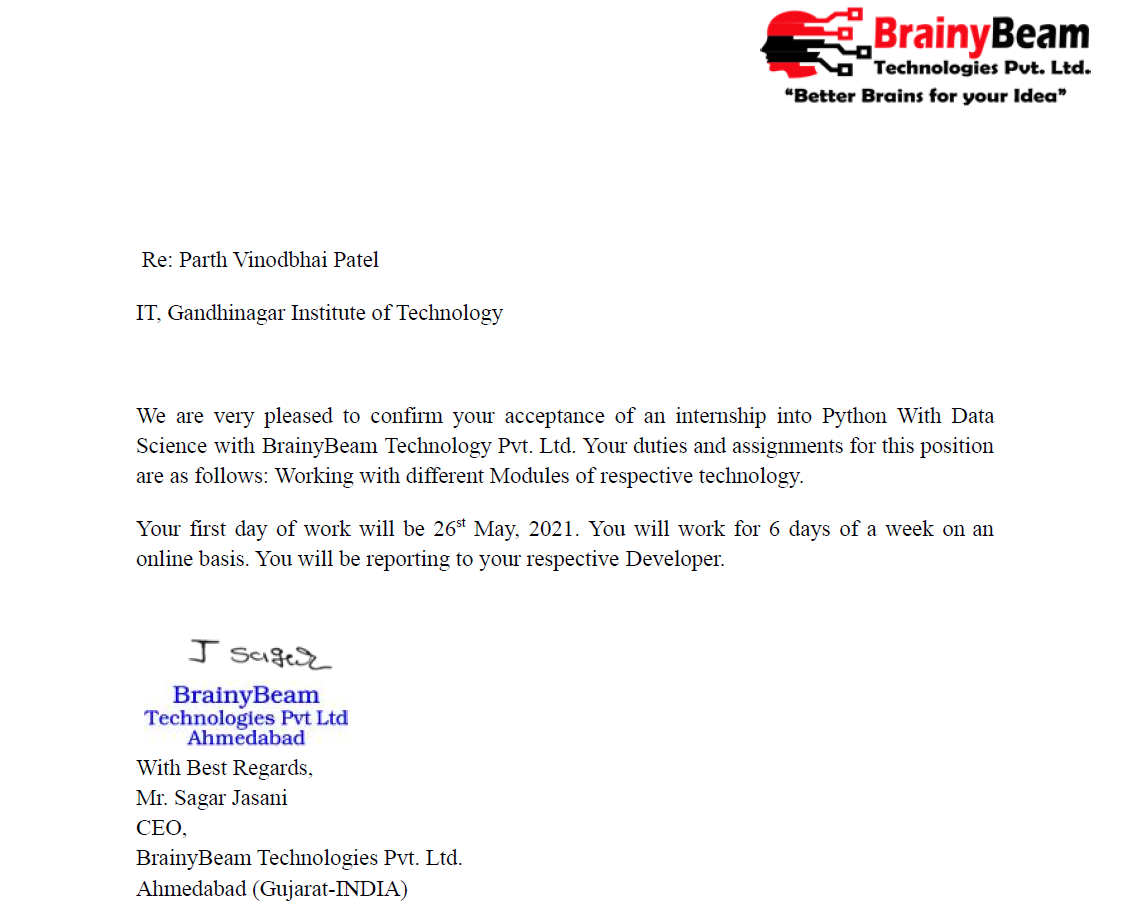 BrainyBeam
Technologies Pvt. Ltd.
“Better Brains for your Idea”
Re: Parth Vinodbhai Patel
IT, Gandhinagar Institute of Technology
We are very pleased to confirm your acceptance of an internship into Python With Data
Science with BrainyBeam Technology Pvt. Ltd. Your duties and assignments for this position
are as follows: Working with different Modules of respective technology.
Your first day of work will be 26st May, 2021. You will work for 6 days of a week on an
online basis. You will be reporting to your respective Developer.
J Sagar
BrainyBeam
Technologies Pvt Ltd
Ahmedabad
With Best Regards,
Mr. Sagar Jasani
CEO,
BrainyBeam Technologies Pvt. Ltd.
Ahmedabad (Gujarat-INDIA)